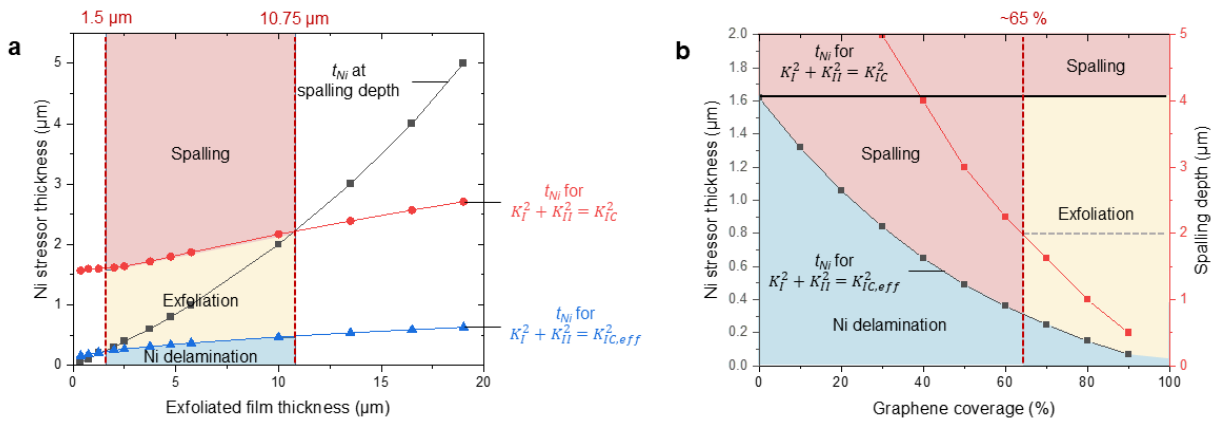 1.5 µm
10.75 µm
a
5
4
3
2
1
0
Ni stressor thickness (µm)
t_Ni at
spalling depth
Spalling
Exfoliation
Ni delamination
t_Ni for
K_I^2 + K_II^2 = K_IC^2
t_Ni for
K_I^2 + K_II^2 = K_IC,eff^2
0
5
10
15
20
Exfoliated film thickness (µm)
~65 %
b
2.0
1.8
1.6
1.4
1.2
1.0
0.8
0.6
0.4
0.2
0.0
Ni stressor thickness (µm)
t_Ni for
K_I^2 + K_II^2 = K_IC^2
Spalling
Spalling
Exfoliation
t_Ni for
K_I^2 + K_II^2 = K_IC,eff^2
Ni delamination
5
4
3
2
1
0
Spalling depth (µm)
0
20
40
60
80
100
Graphene coverage (%)